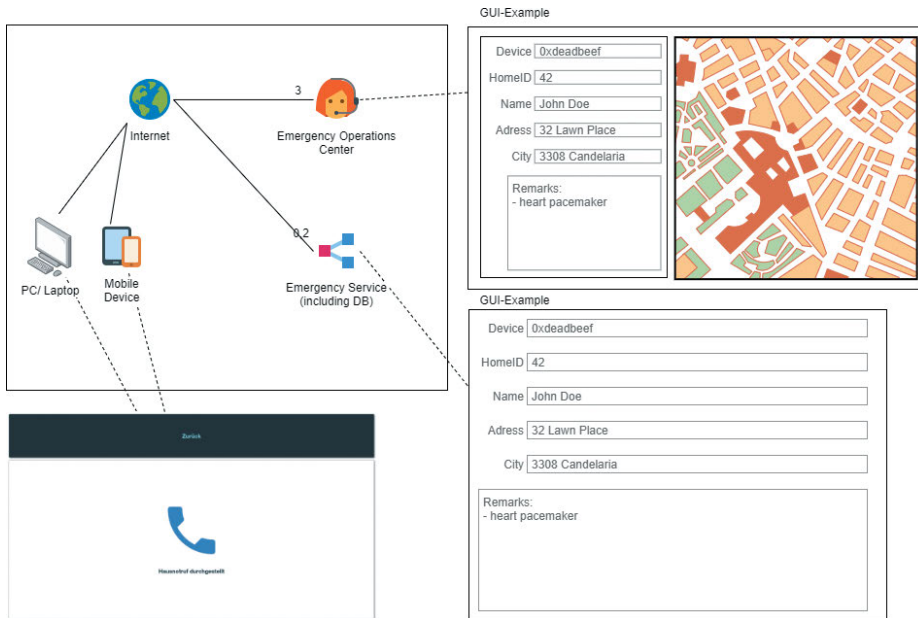 GUI-Example
Device 0xdeadbeef
HomeID 42
Name John Doe
Adress 32 Lawn Place
City 3308 Candelaria
Remarks:
- heart pacemaker
Internet
3
Emergency Operations
Center
0.2
PC/ Laptop
Mobile
Device
Emergency Service
(including DB)
GUI-Example
Device 0xdeadbeef
HomeID 42
Name John Doe
Adress 32 Lawn Place
City 3308 Candelaria
Remarks:
- heart pacemaker
Zurück
Hausnotruf durchgestellt